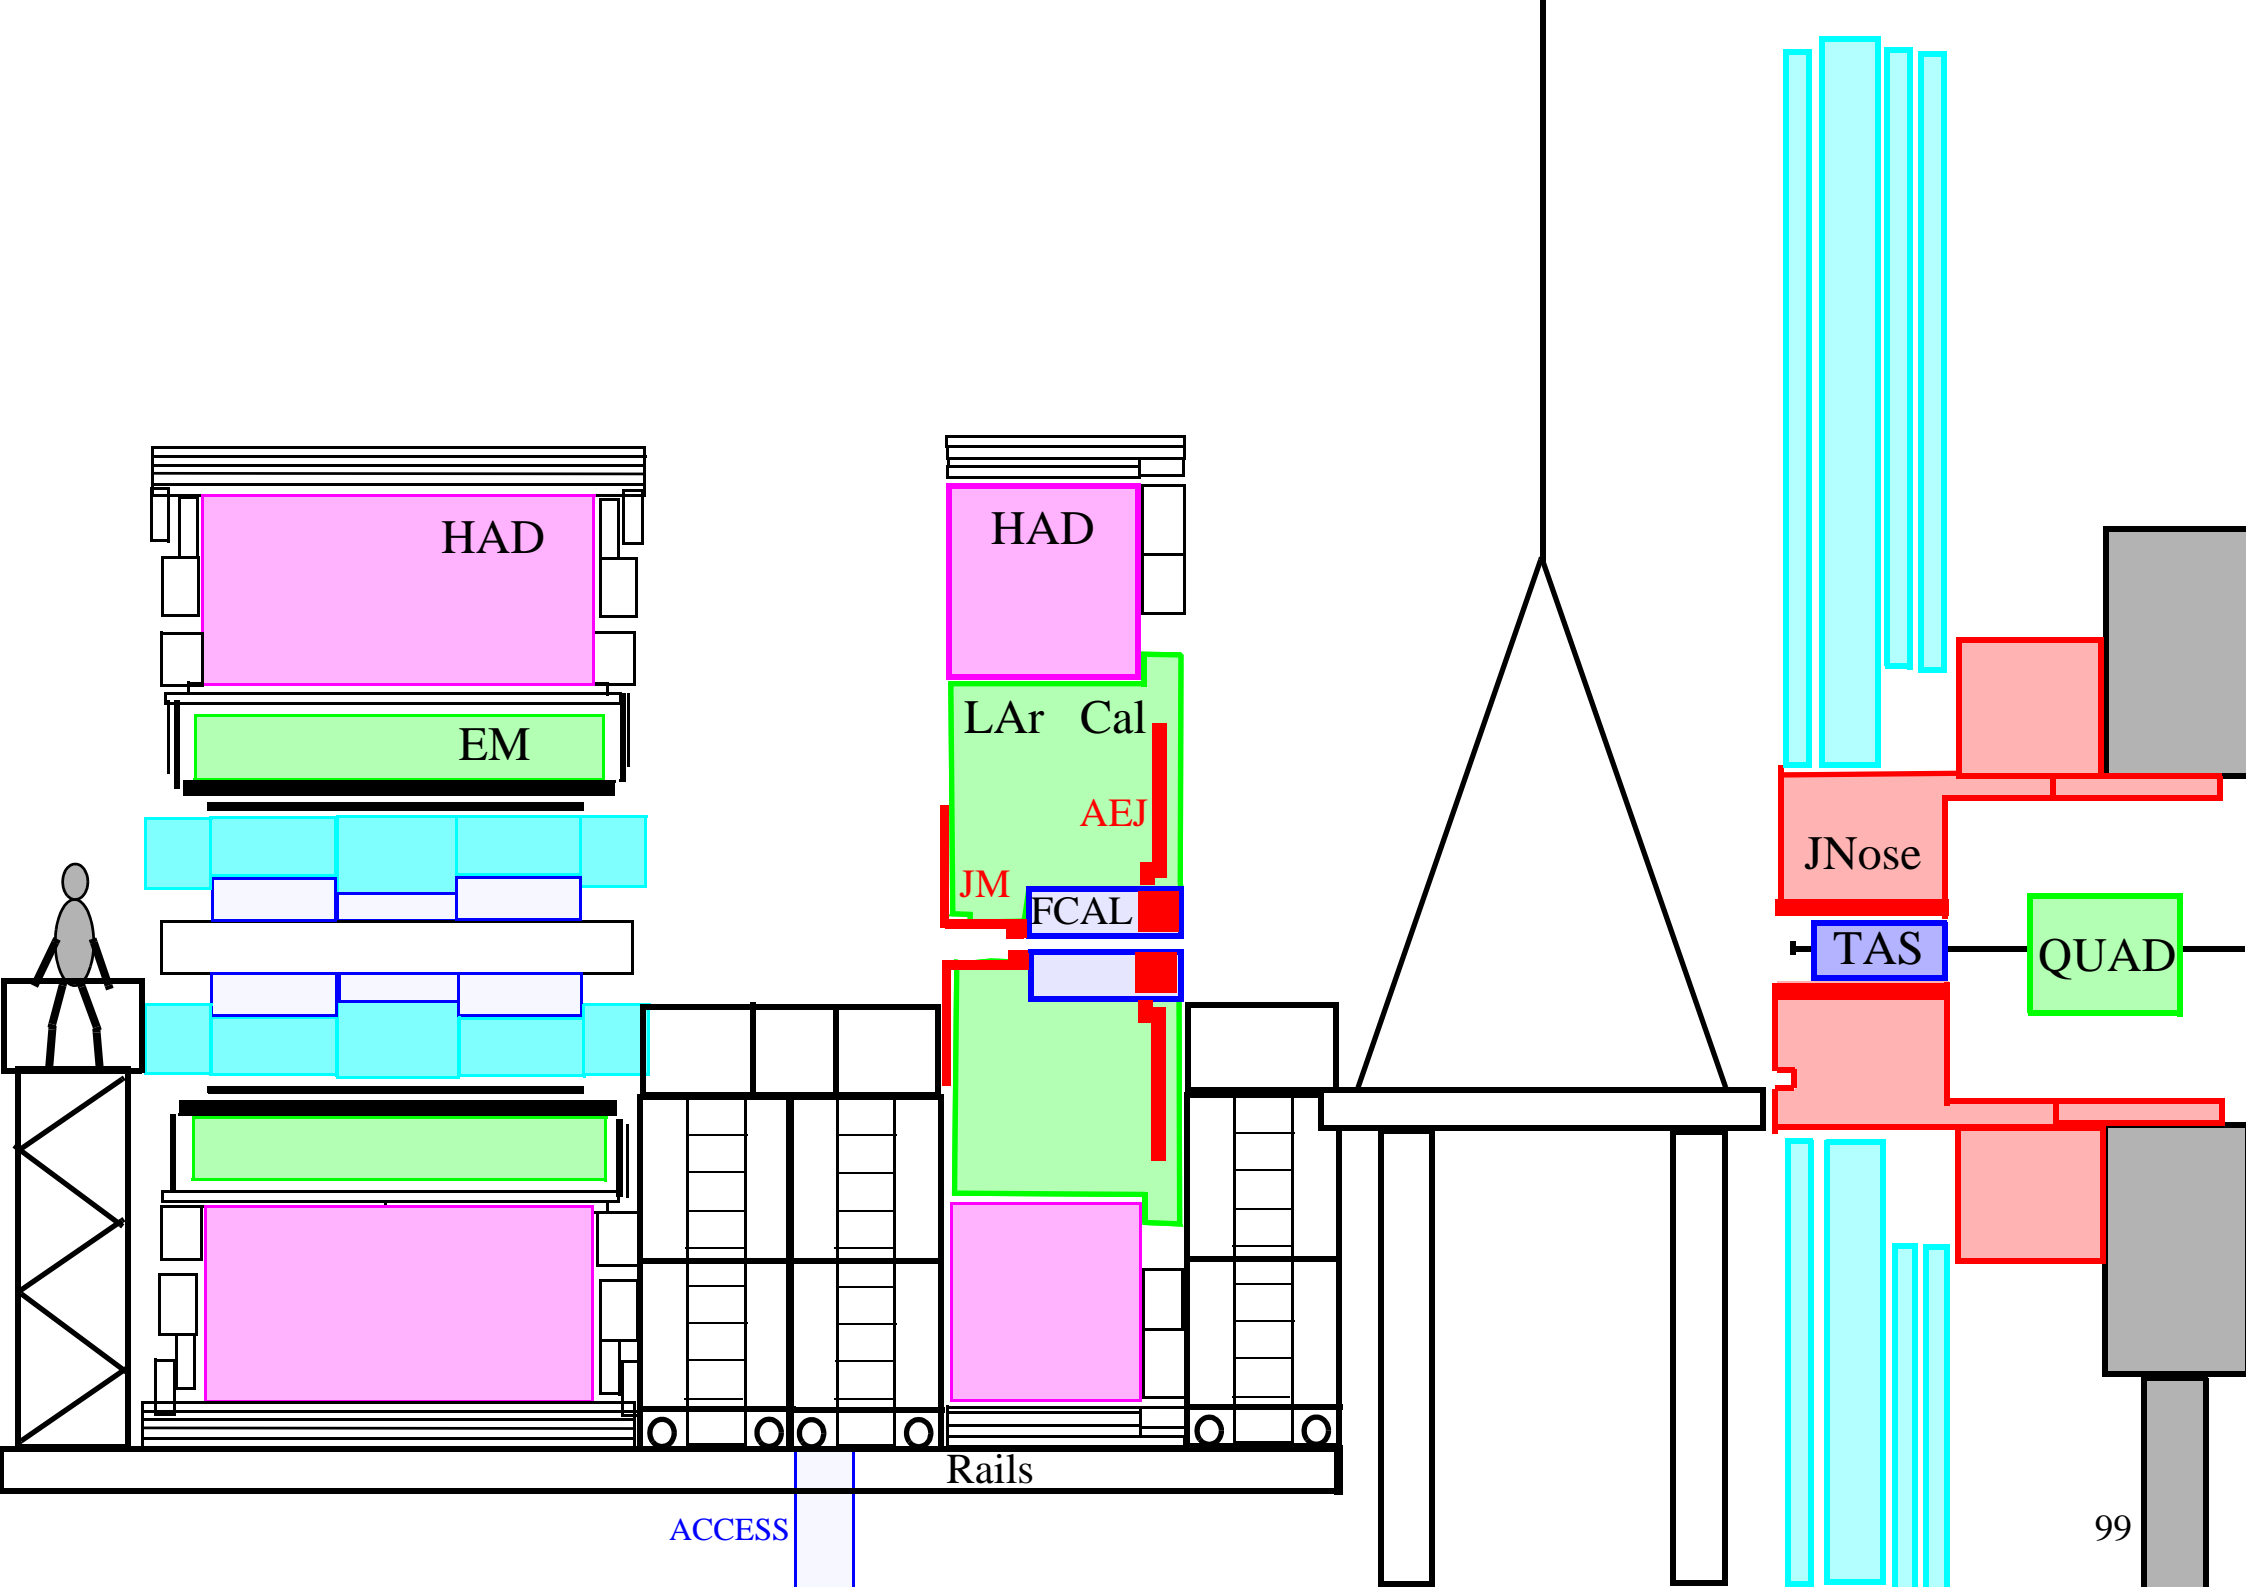 HAD
HAD
LAr Cal
EM
AEJ
JNose
JM
FCAL
TAS
QUAD
Rails
ACCESS
99